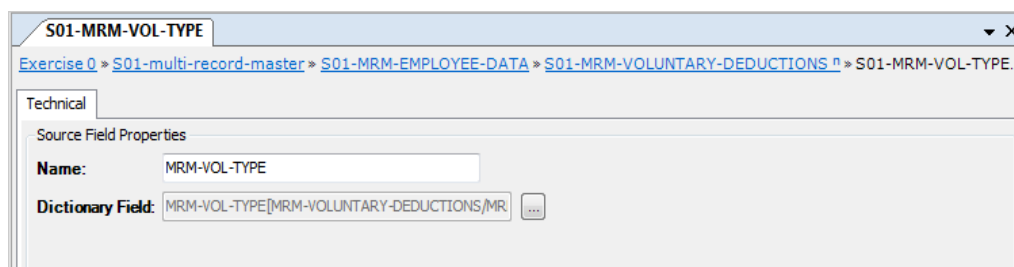 S01-MRM-VOL-TYPE
Exercise 0 » S01-multi-record-master » S01-MRM-EMPLOYEE-DATA » S01-MRM-VOLUNTARY-DEDUCTIONS n » S01-MRM-VOL-TYPE.
Technical
Source Field Properties
Name: MRM-VOL-TYPE
Dictionary Field: MRM-VOL-TYPE[MRM-VOLUNTARY-DEDUCTIONS/MR ...